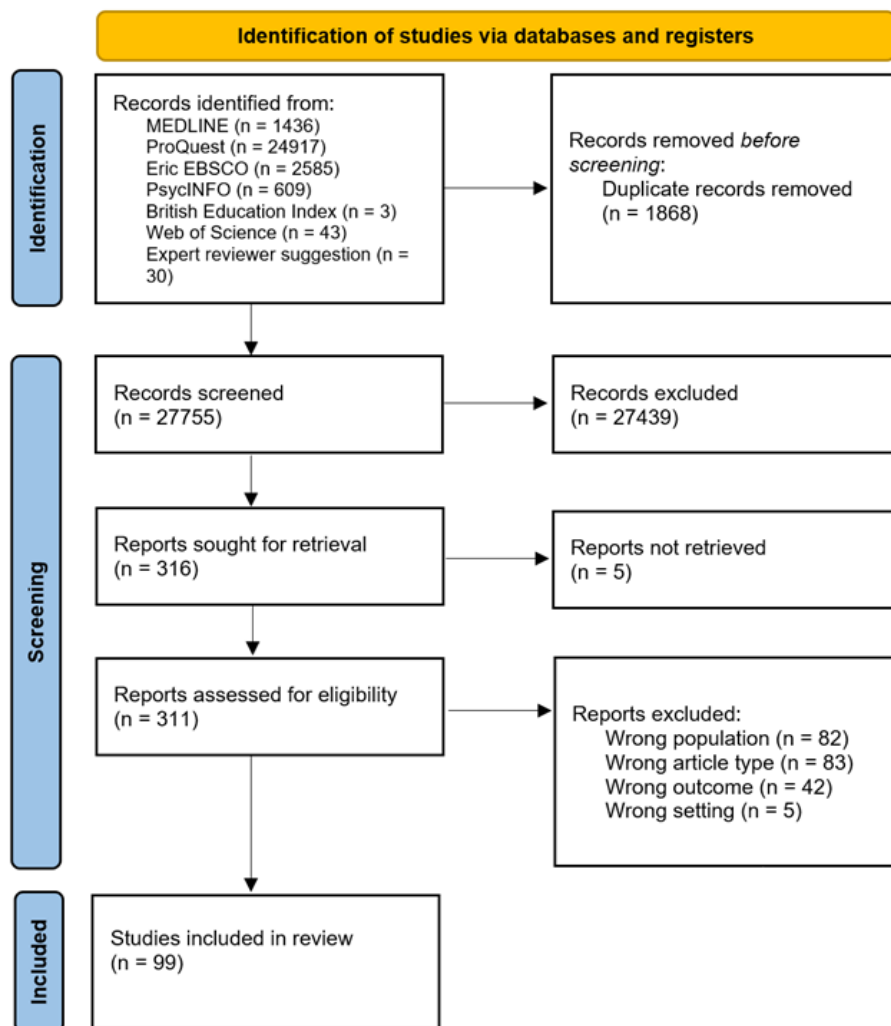 Identification of studies via databases and registers
Identification
Records identified from:
MEDLINE (n = 1436)
ProQuest (n = 24917)
Eric EBSCO (n = 2585)
PsycINFO (n = 609)
British Education Index (n = 3)
Web of Science (n = 43)
Expert reviewer suggestion (n =
30)
Records removed before
screening:
Duplicate records removed
(n = 1868)
Screening
Records screened
(n = 27755)
Records excluded
(n = 27439)
Reports sought for retrieval
(n = 316)
Reports not retrieved
(n = 5)
Reports assessed for eligibility
(n = 311)
Reports excluded:
Wrong population (n = 82)
Wrong article type (n = 83)
Wrong outcome (n = 42)
Wrong setting (n = 5)
Included
Studies included in review
(n = 99)